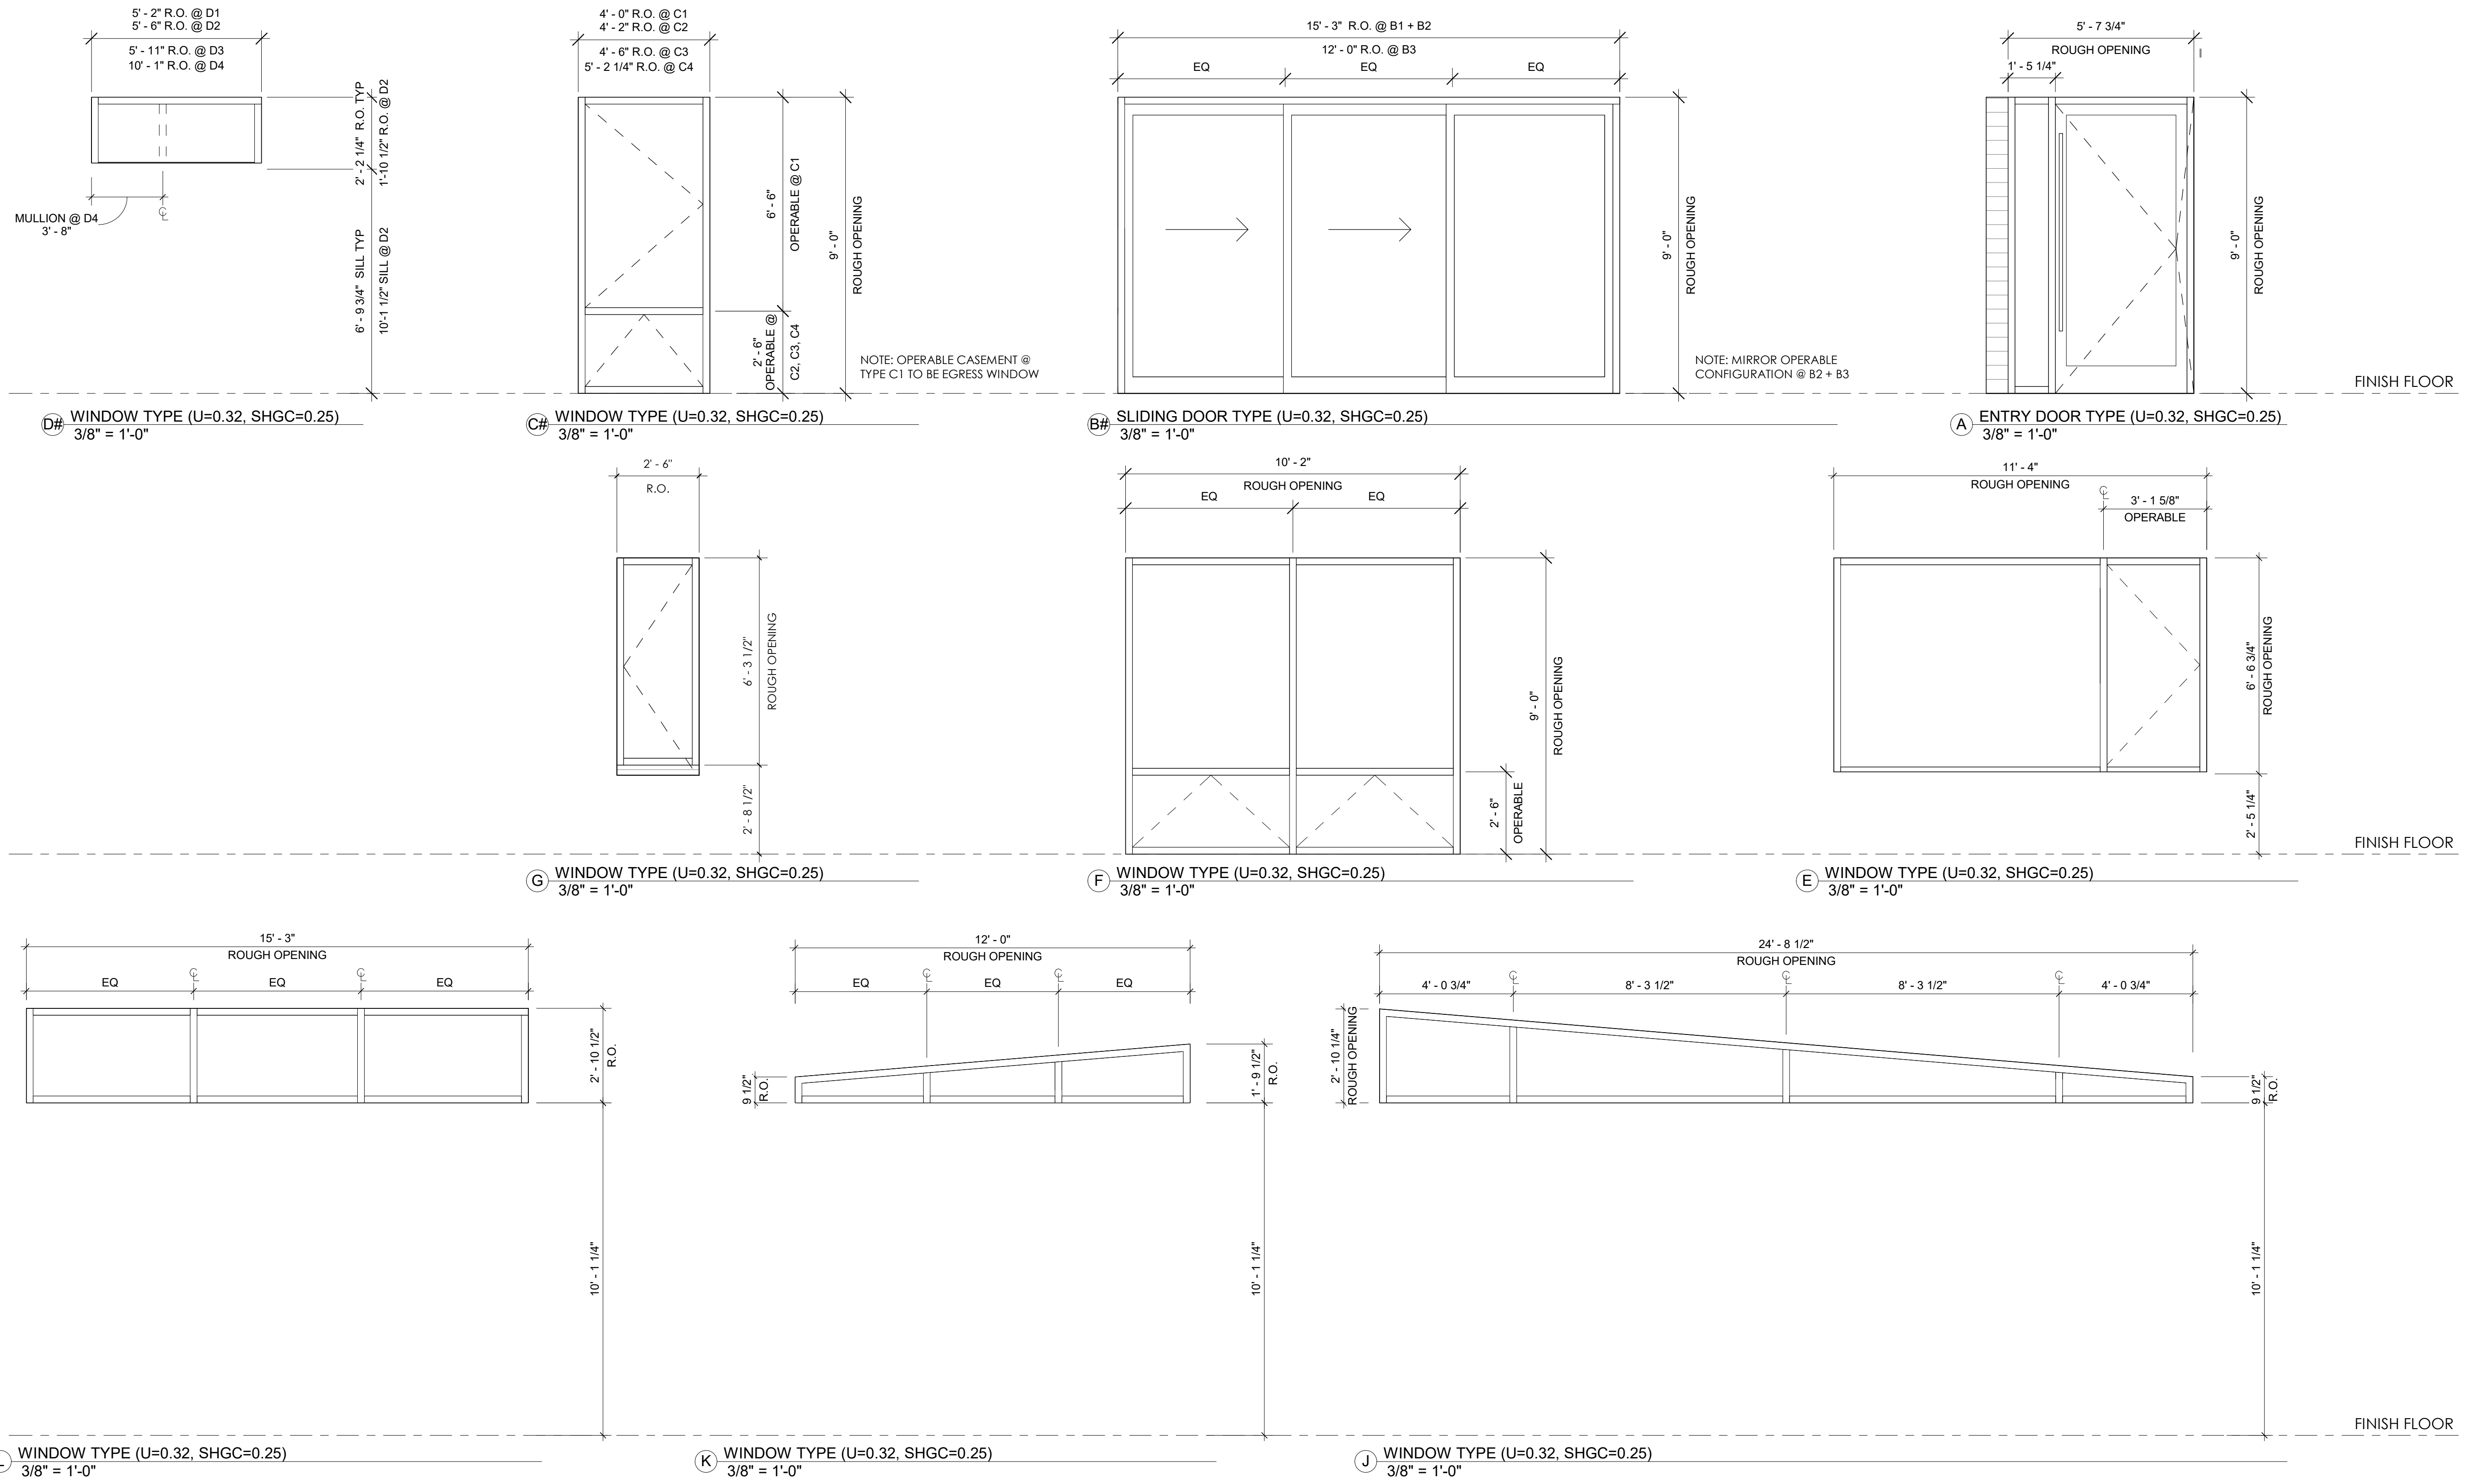 5' - 2" R.O. @ D1
5' - 6" R.O. @ D2
5' - 11" R.O. @ D3
10' - 1" R.O. @ D4
2' - 2 1/4" R.O. TYP
1'-10 1/2" R.O. @ D2
6' - 9 3/4" SILL TYP
10'-1 1/2" SILL @ D2
MULLION @ D4
3' - 8"
D# WINDOW TYPE (U=0.32, SHGC=0.25)
3/8" = 1'-0"
4' - 0" R.O. @ C1
4' - 2" R.O. @ C2
4' - 6" R.O. @ C3
5' - 2 1/4" R.O. @ C4
6' - 6"
OPERABLE @ C1
2' - 6"
OPERABLE @
C2, C3, C4
9' - 0"
ROUGH OPENING
NOTE: OPERABLE CASEMENT @
TYPE C1 TO BE EGRESS WINDOW
C# WINDOW TYPE (U=0.32, SHGC=0.25)
3/8" = 1'-0"
15' - 3" R.O. @ B1 + B2
12' - 0" R.O. @ B3
EQ EQ EQ
9' - 0"
ROUGH OPENING
NOTE: MIRROR OPERABLE
CONFIGURATION @ B2 + B3
B# SLIDING DOOR TYPE (U=0.32, SHGC=0.25)
3/8" = 1'-0"
5' - 7 3/4"
ROUGH OPENING
1' - 5 1/4"
9' - 0"
ROUGH OPENING
FINISH FLOOR
A ENTRY DOOR TYPE (U=0.32, SHGC=0.25)
3/8" = 1'-0"
2' - 6"
R.O.
6' - 3 1/2"
ROUGH OPENING
2' - 8 1/2"
G WINDOW TYPE (U=0.32, SHGC=0.25)
3/8" = 1'-0"
10' - 2"
ROUGH OPENING
EQ EQ
9' - 0"
ROUGH OPENING
2' - 6"
OPERABLE
F WINDOW TYPE (U=0.32, SHGC=0.25)
3/8" = 1'-0"
11' - 4"
ROUGH OPENING
3' - 1 5/8"
OPERABLE
6' - 6 3/4"
ROUGH OPENING
2' - 5 1/4"
FINISH FLOOR
E WINDOW TYPE (U=0.32, SHGC=0.25)
3/8" = 1'-0"
15' - 3"
ROUGH OPENING
EQ EQ EQ
2' - 10 1/2"
R.O.
10' - 1 1/4"
WINDOW TYPE (U=0.32, SHGC=0.25)
3/8" = 1'-0"
12' - 0"
ROUGH OPENING
EQ EQ EQ
9 1/2"
R.O.
1' - 9 1/2"
R.O.
10' - 1 1/4"
K WINDOW TYPE (U=0.32, SHGC=0.25)
3/8" = 1'-0"
24' - 8 1/2"
ROUGH OPENING
4' - 0 3/4" 8' - 3 1/2" 8' - 3 1/2" 4' - 0 3/4"
2' - 10 1/4"
ROUGH OPENING
9 1/2"
R.O.
10' - 1 1/4"
FINISH FLOOR
J WINDOW TYPE (U=0.32, SHGC=0.25)
3/8" = 1'-0"